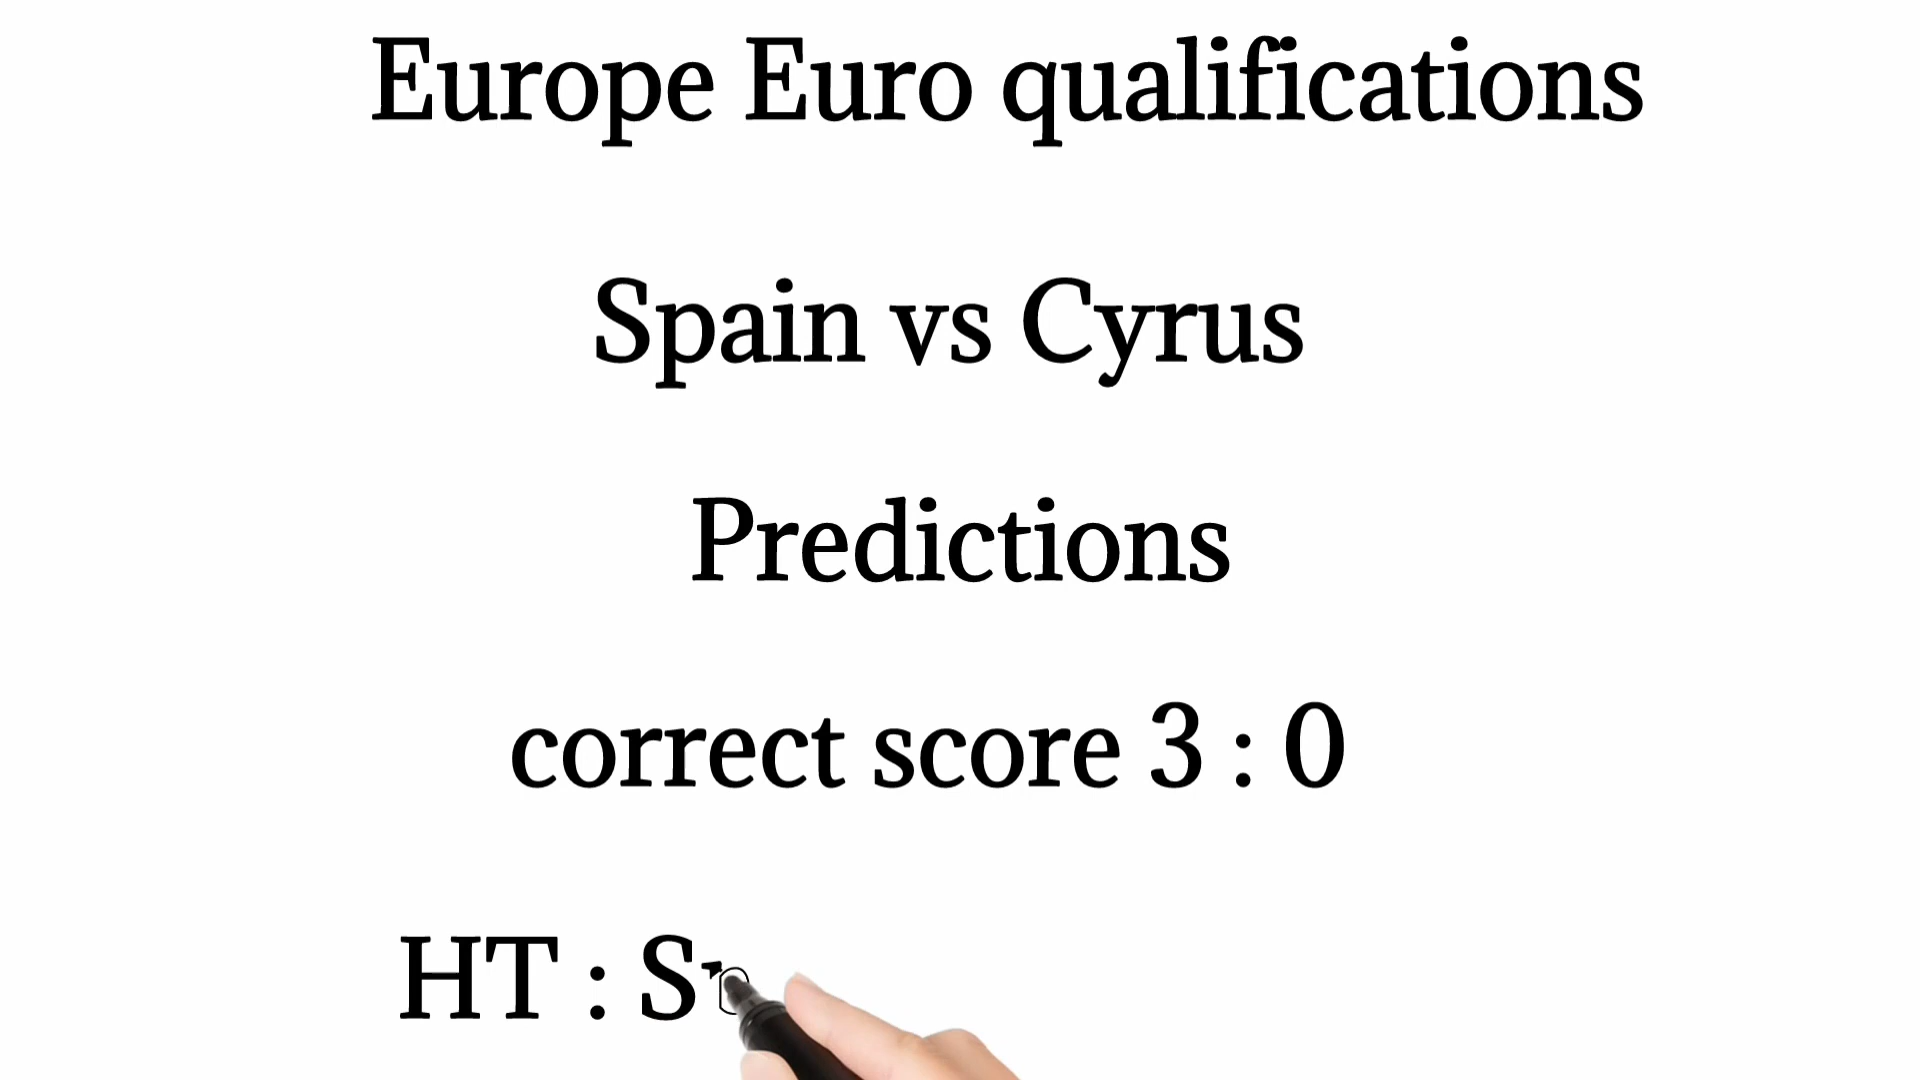 Europe Euro qualifications
Spain vs Cyrus
Predictions
correct score 3 : 0
HT : S